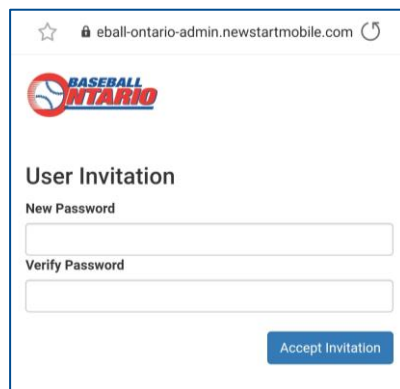 eball-ontario-admin.newstartmobile.com
BASEBALL
ONTARIO
User Invitation
New Password
Verify Password
Accept Invitation